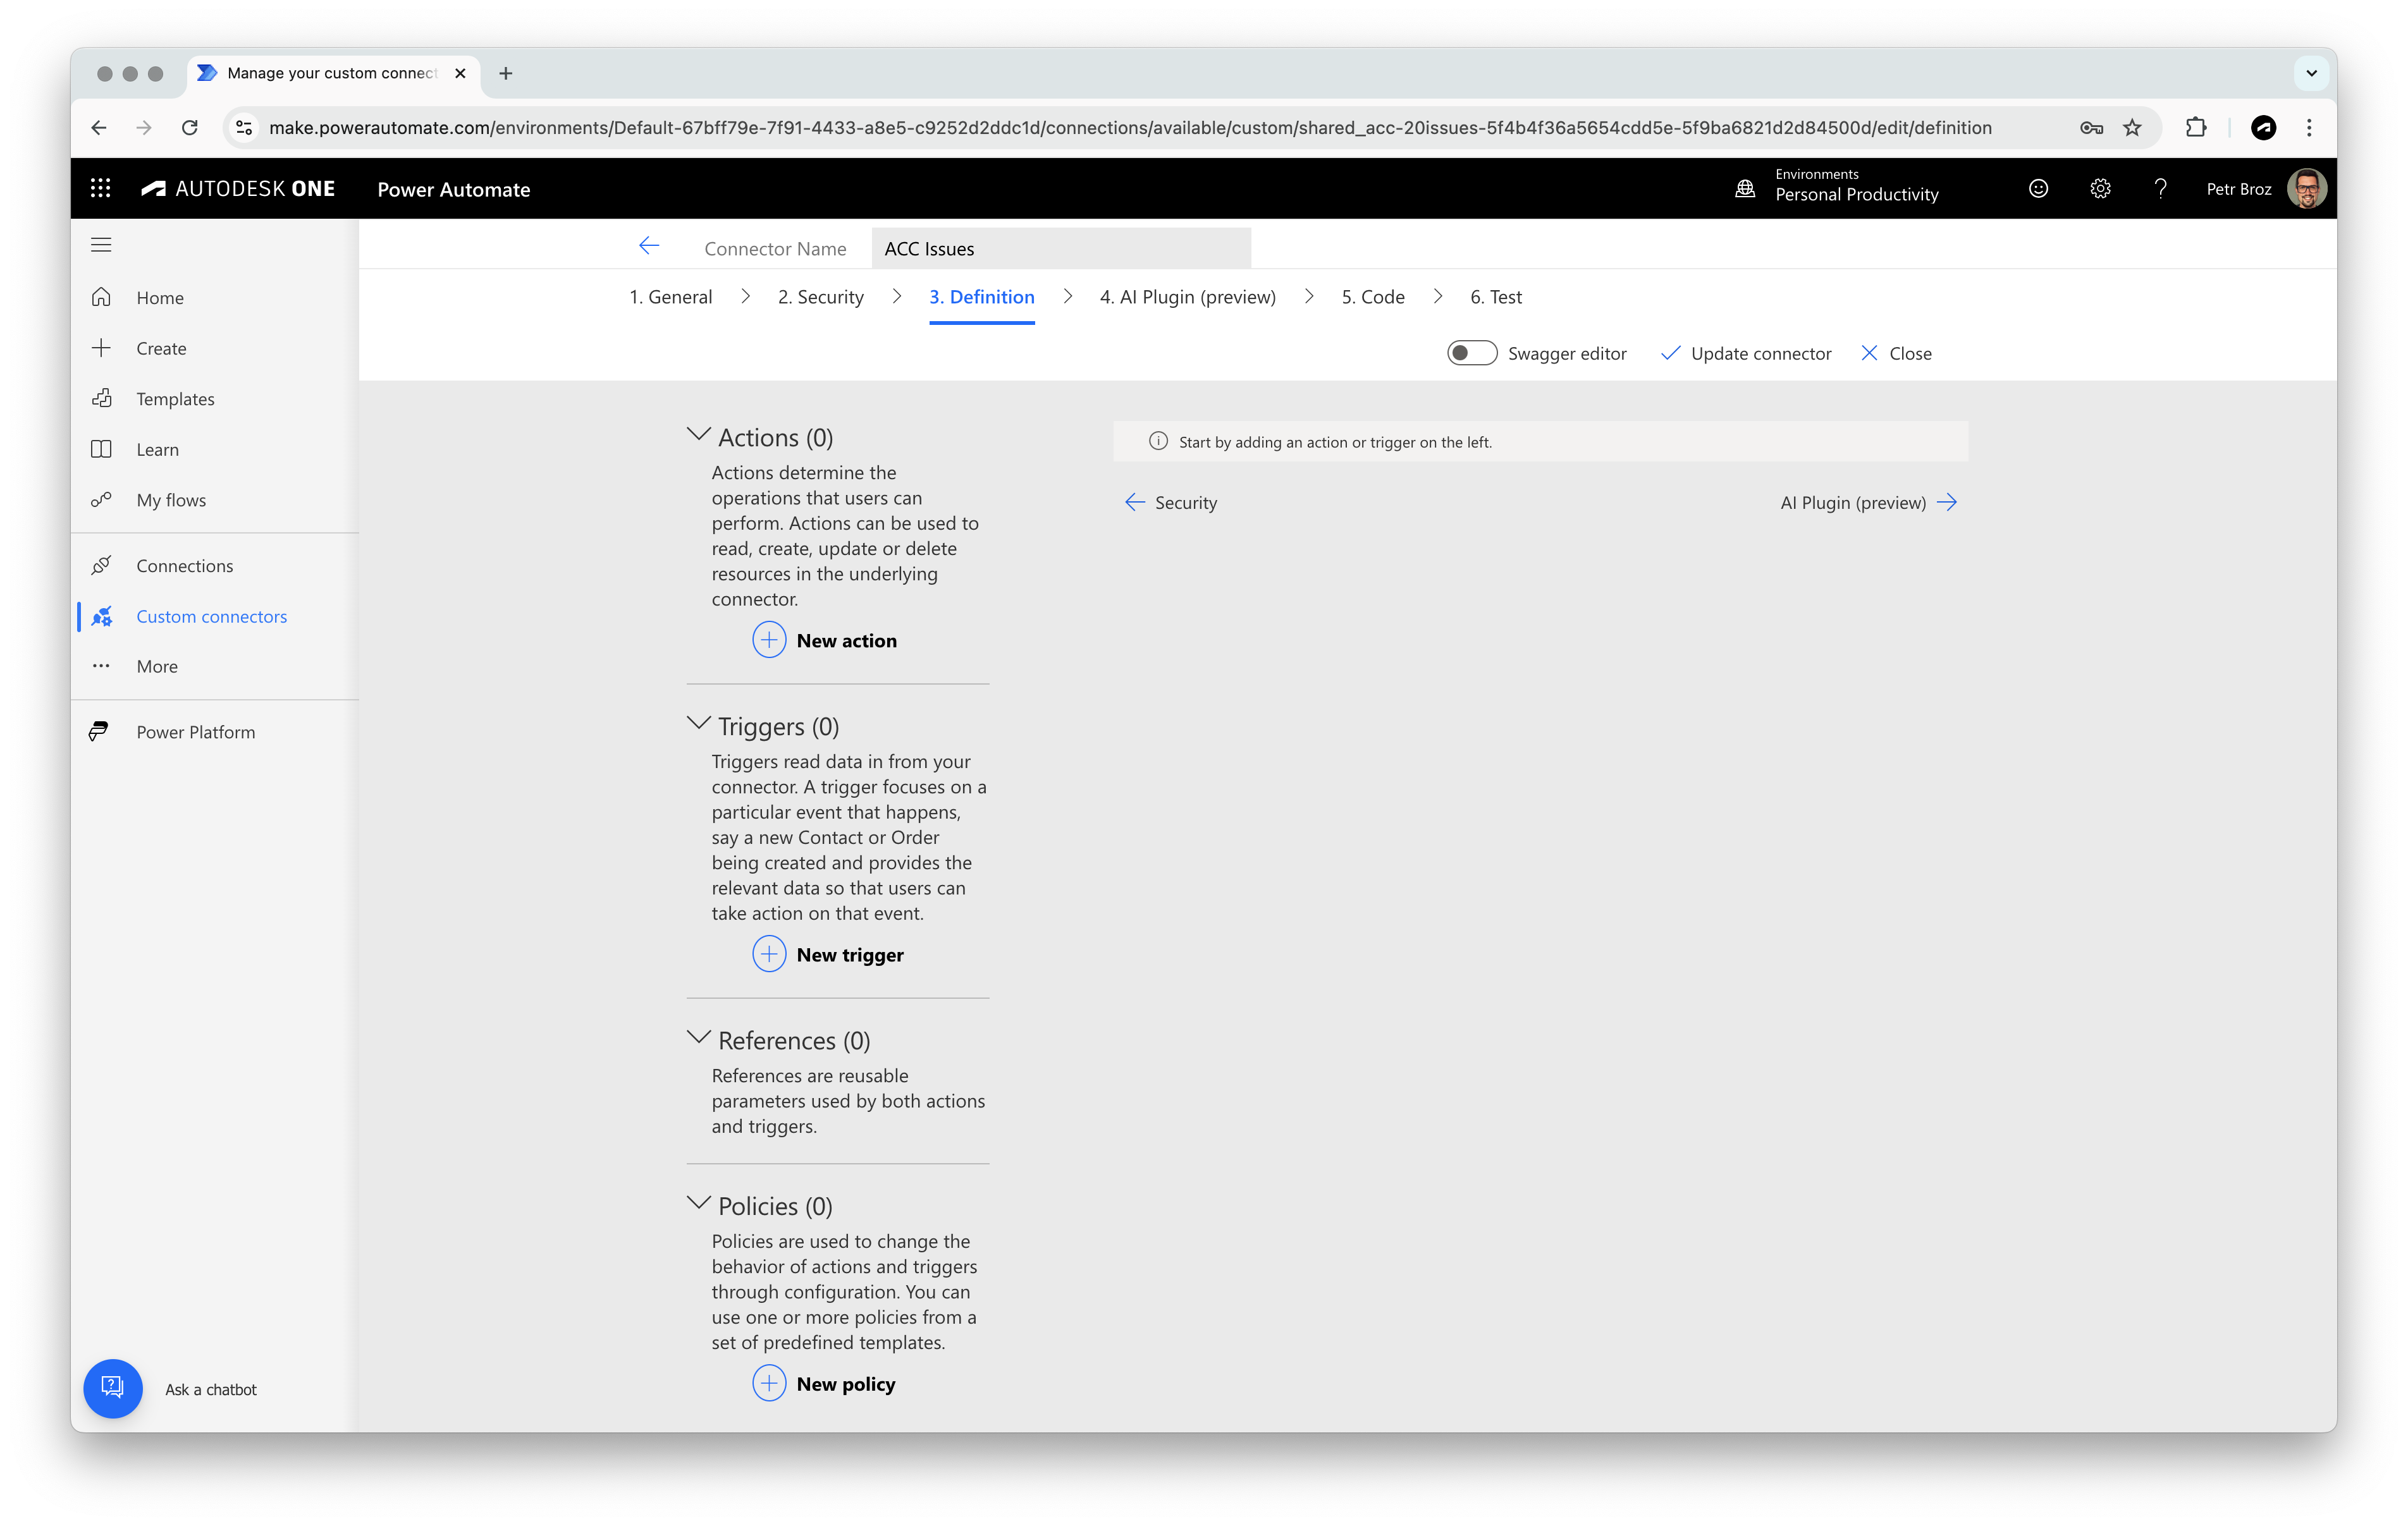 Manage your custom connect
make.powerautomate.com/environments/Default-67bff79e-7f91-4433-a8e5-c9252d2ddc1d/connections/available/custom/shared_acc-20issues-5f4b4f36a5654cdd5e-5f9ba6821d2d84500d/edit/definition
AUTODESK ONE
Power Automate
Environments
Personal Productivity
Petr Broz
Home
Create
Templates
Learn
My flows
Connections
Custom connectors
More
Power Platform
Ask a chatbot
Connector Name
ACC Issues
1. General
2. Security
3. Definition
4. AI Plugin (preview)
5. Code
6. Test
Swagger editor
Update connector
Close
Actions (0)
Actions determine the
operations that users can
perform. Actions can be used to
read, create, update or delete
resources in the underlying
connector.
New action
Triggers (0)
Triggers read data in from your
connector. A trigger focuses on a
particular event that happens,
say a new Contact or Order
being created and provides the
relevant data so that users can
take action on that event.
New trigger
References (0)
References are reusable
parameters used by both actions
and triggers.
Policies (0)
Policies are used to change the
behavior of actions and triggers
through configuration. You can
use one or more policies from a
set of predefined templates.
New policy
Start by adding an action or trigger on the left.
Security
AI Plugin (preview)